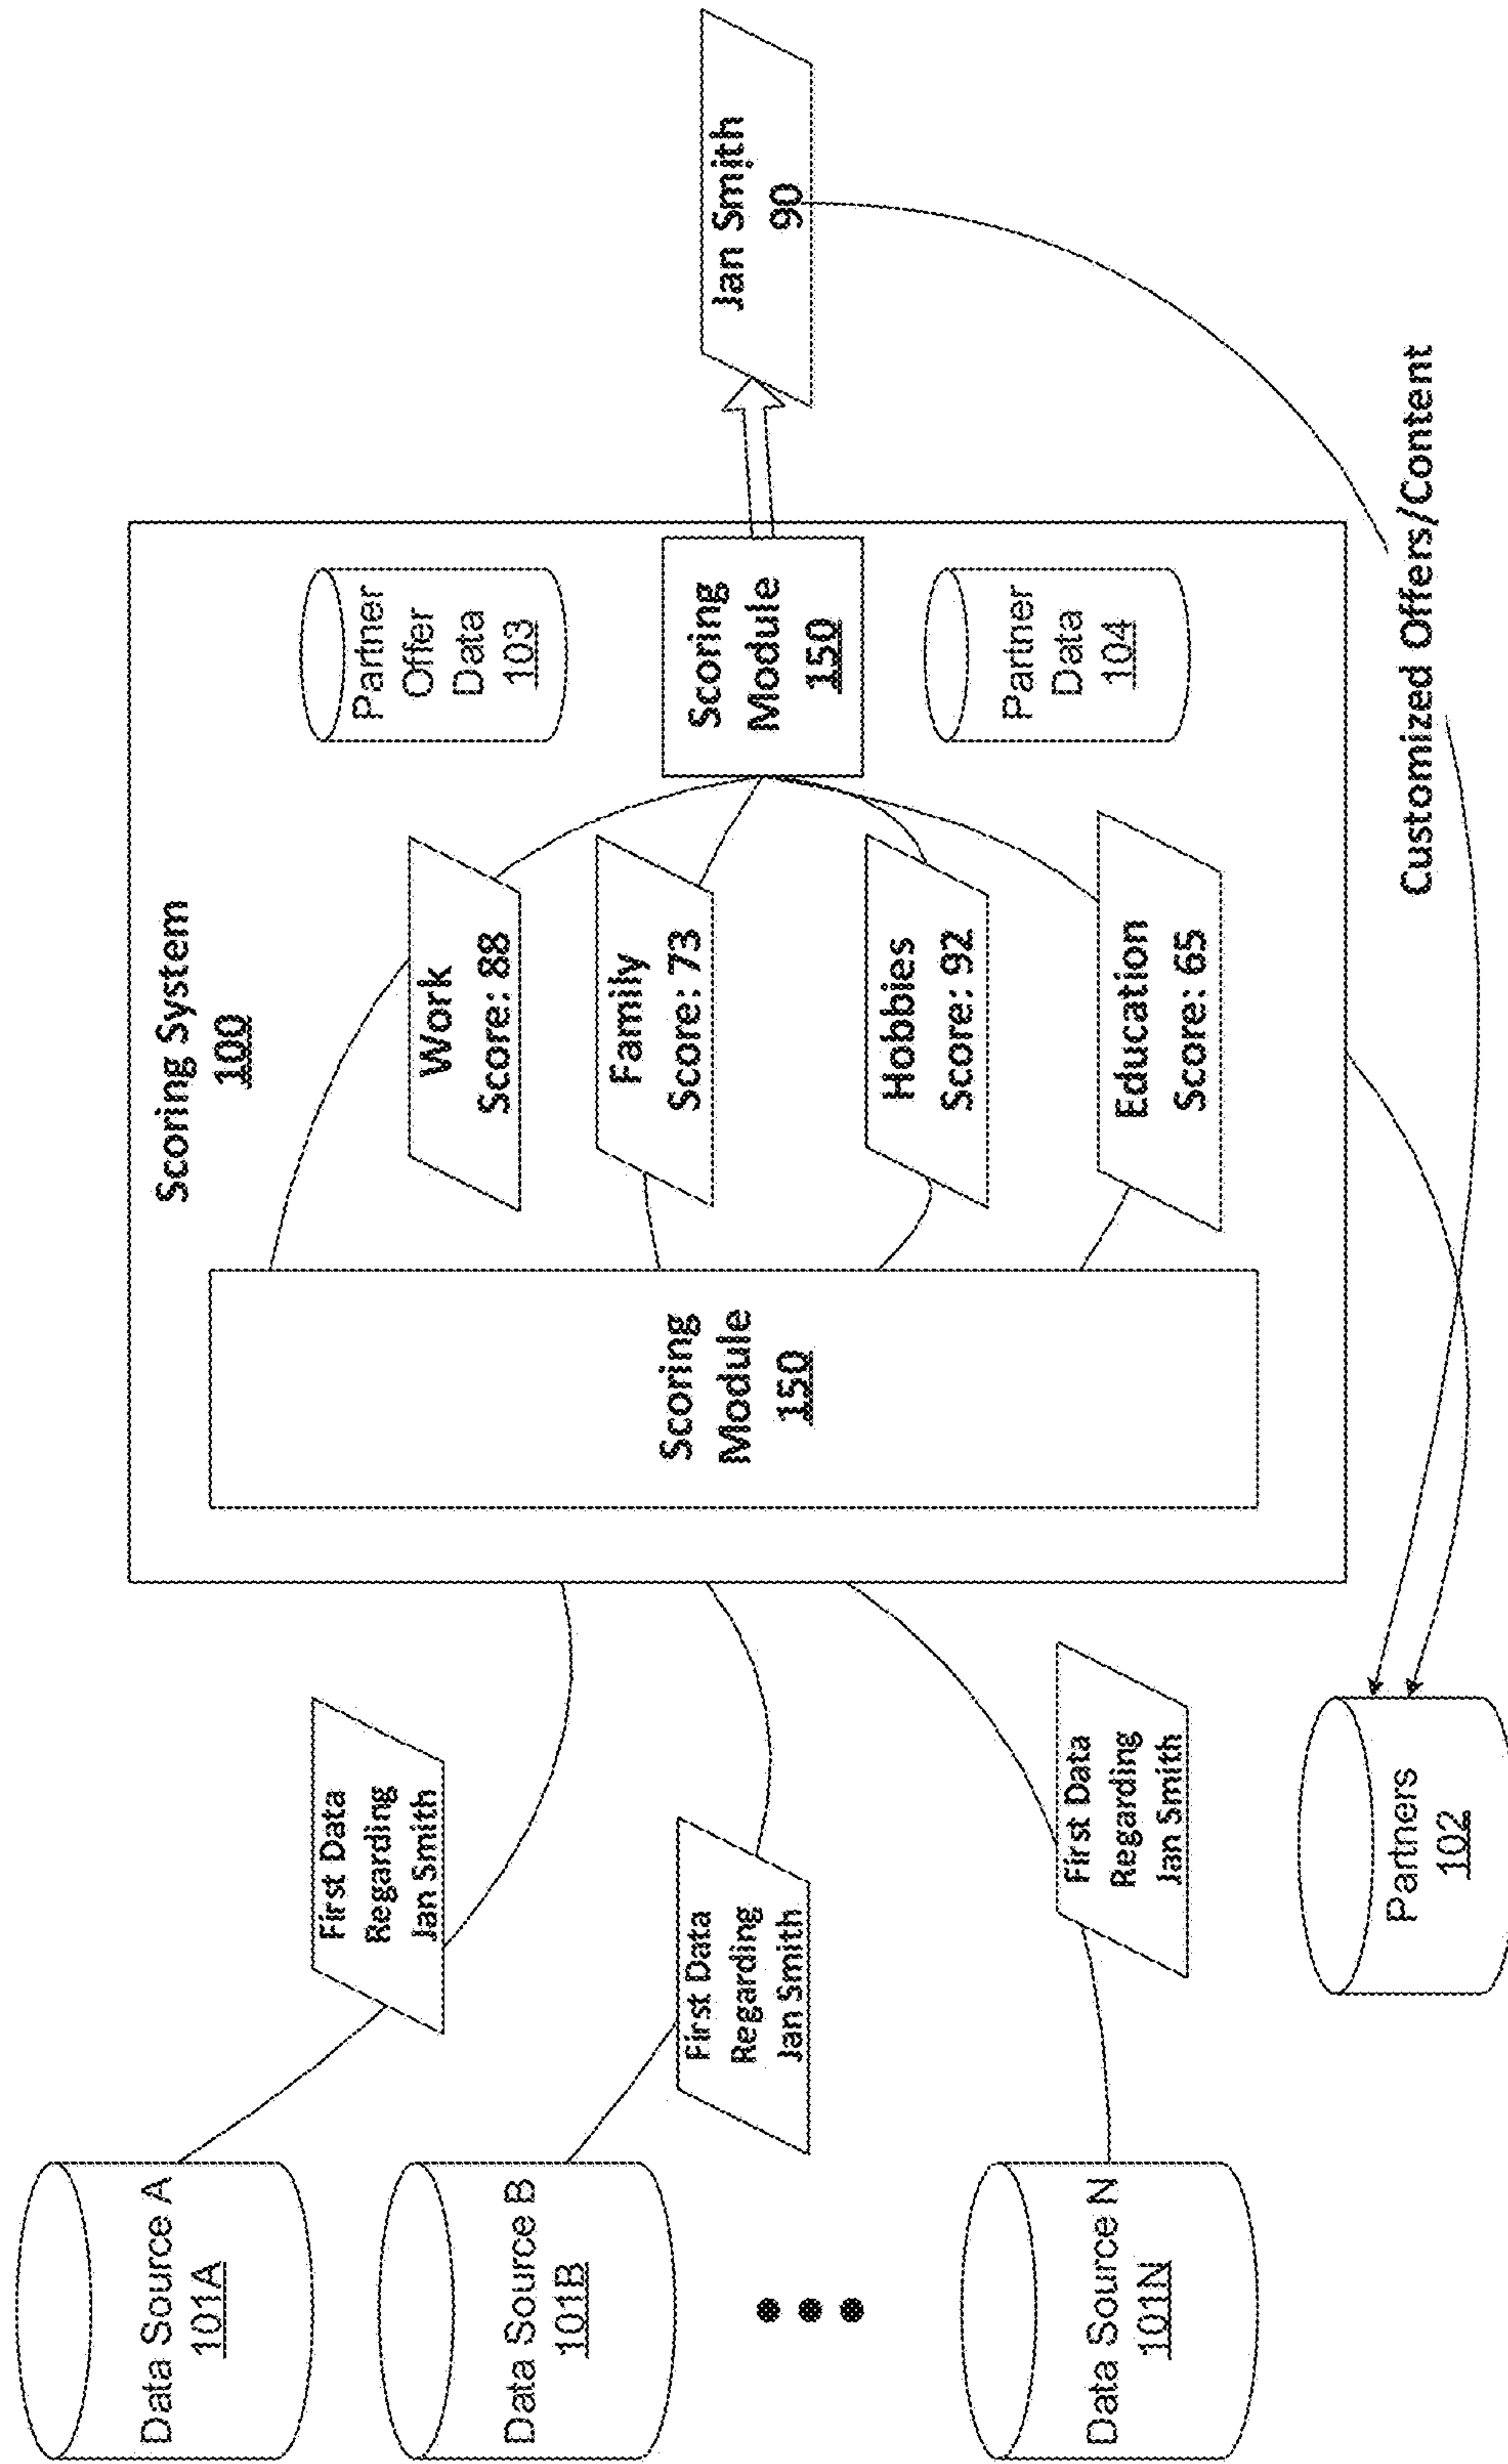 Data Source A
101A
Data Source B
101B
Data Source N
101N
First Data
Regarding
Jan Smith
First Data
Regarding
Jan Smith
First Data
Regarding
Jan Smith
Partners
102
Scoring System
100
Scoring
Module
150
Work
Score: 88
Family
Score: 73
Hobbies
Score: 92
Education
Score: 65
Partner
Offer
Data
103
Scoring
Module
150
Partner
Data
104
Jan Smith
90
Customized Offers/Content